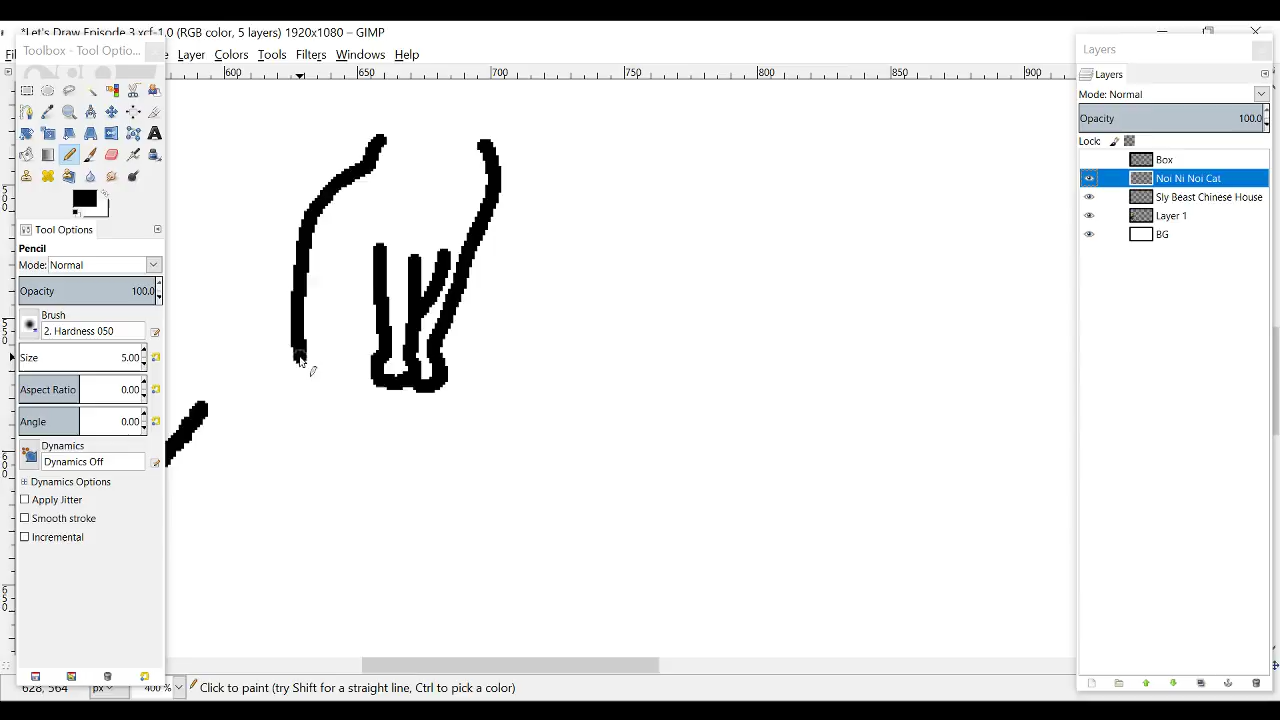 *Let's Draw Episode 3.xcf-1.0 (RGB color, 5 layers) 1920x1080 – GIMP
Toolbox - Tool Optio...
Layer Colors Tools Filters Windows Help
600 650 700 750 800 850 900
Pencil
Tool Options
Mode: Normal
Opacity 100.0
Brush
2. Hardness 050
Size 5.00
Aspect Ratio 0.00
Angle 0.00
Dynamics
Dynamics Off
Dynamics Options
Apply Jitter
Smooth stroke
Incremental
500
550
600
650
628, 564 px 400 % Click to paint (try Shift for a straight line, Ctrl to pick a color)
Layers
Layers
Mode: Normal
Opacity 100.0
Lock:
Box
Noi Ni Noi Cat
Sly Beast Chinese House
Layer 1
BG